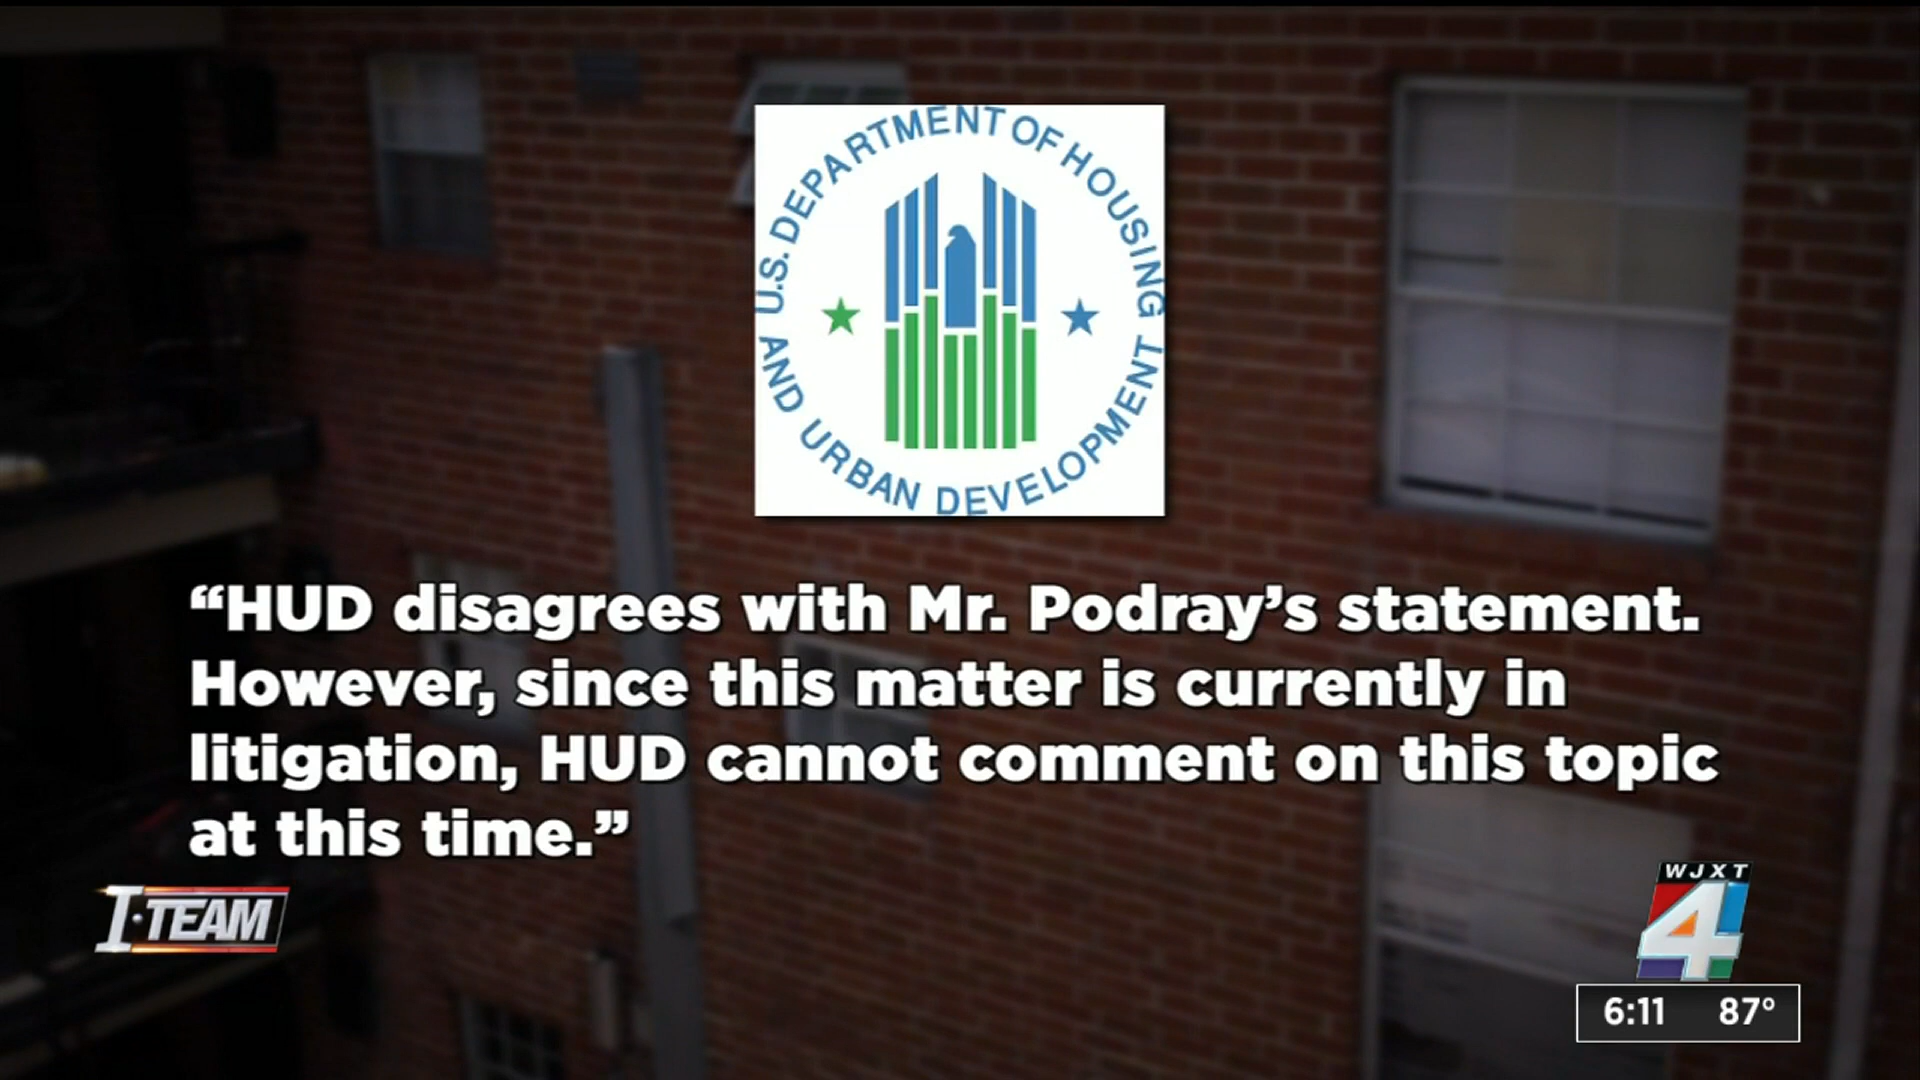 U.S. DEPARTMENT OF HOUSING
AND URBAN DEVELOPMENT
“HUD disagrees with Mr. Podray’s statement.
However, since this matter is currently in
litigation, HUD cannot comment on this topic
at this time.”
I-TEAM
WJXT
4
6:11 87°